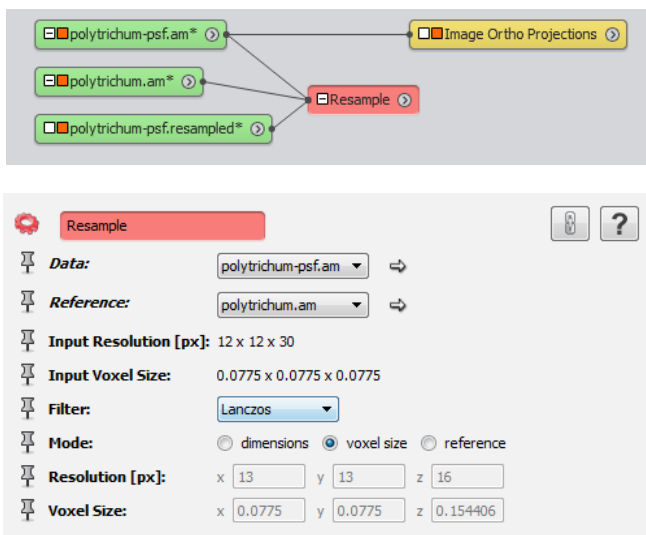 polytrichum-psf.am*
Image Ortho Projections
polytrichum.am*
Resample
polytrichum-psf.resampled*
Resample
?
Data: polytrichum-psf.am
Reference: polytrichum.am
Input Resolution [px]: 12 x 12 x 30
Input Voxel Size: 0.0775 x 0.0775 x 0.0775
Filter: Lanczos
Mode: dimensions voxel size reference
Resolution [px]: x 13 y 13 z 16
Voxel Size: x 0.0775 y 0.0775 z 0.154406